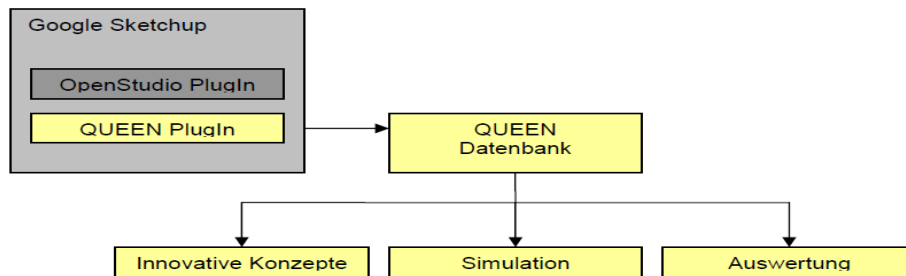 Google Sketchup
OpenStudio PlugIn
QUEEN PlugIn
QUEEN
Datenbank
Innovative Konzepte
Simulation
Auswertung